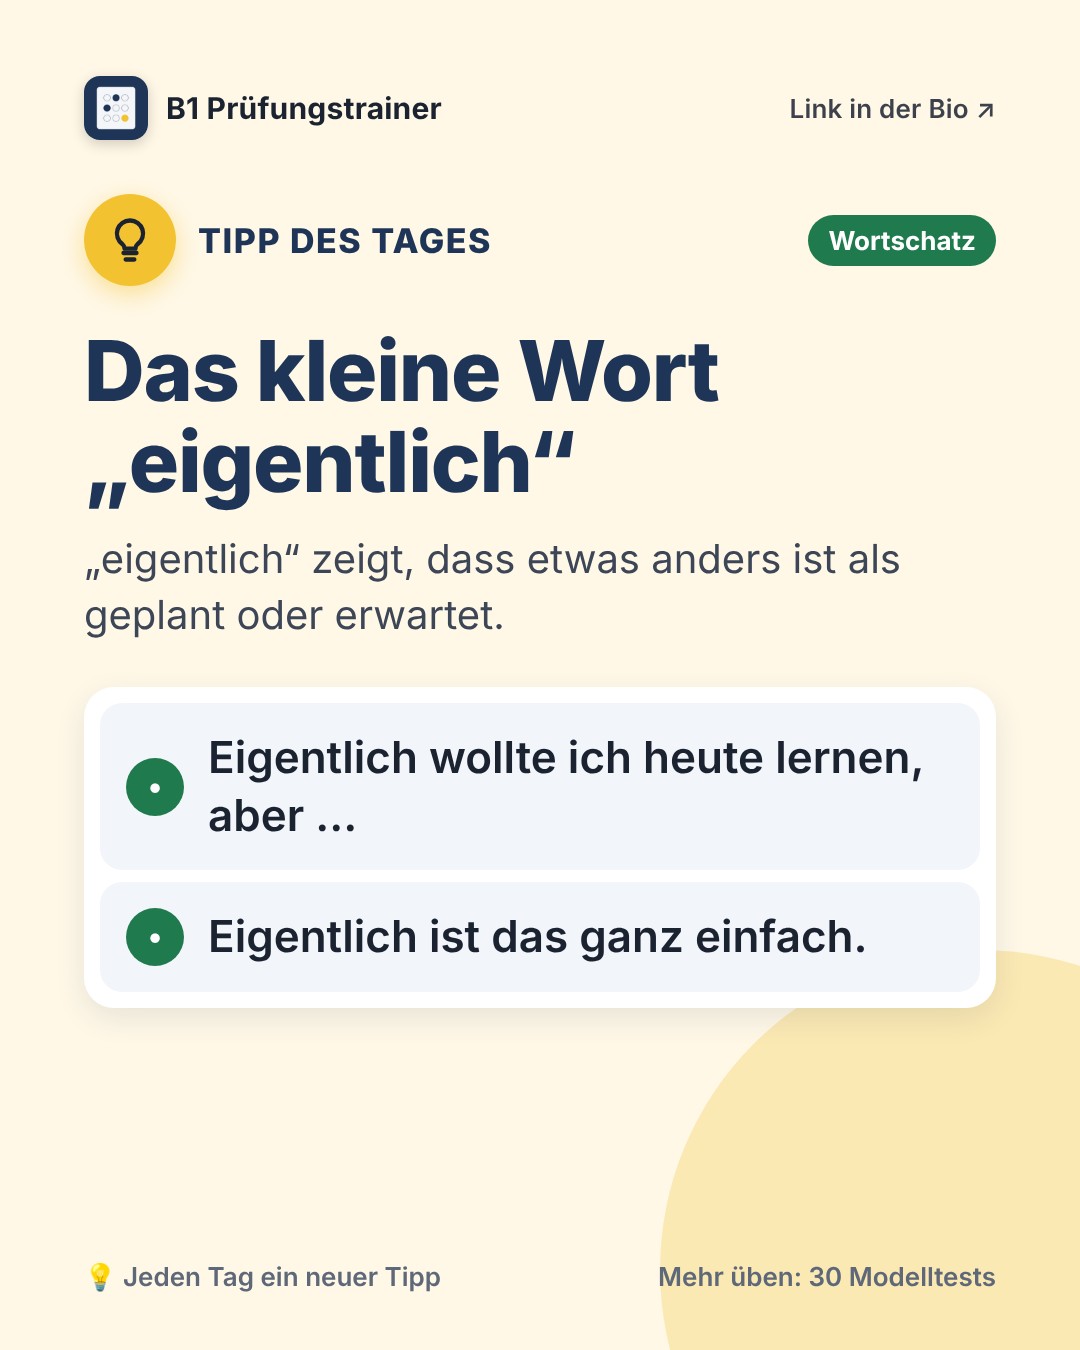 B1 Prüfungstrainer
Link in der Bio ↗
TIPP DES TAGES
Wortschatz
Das kleine Wort
„eigentlich“
„eigentlich“ zeigt, dass etwas anders ist als
geplant oder erwartet.
Eigentlich wollte ich heute lernen,
aber …
Eigentlich ist das ganz einfach.
💡 Jeden Tag ein neuer Tipp
Mehr üben: 30 Modelltests